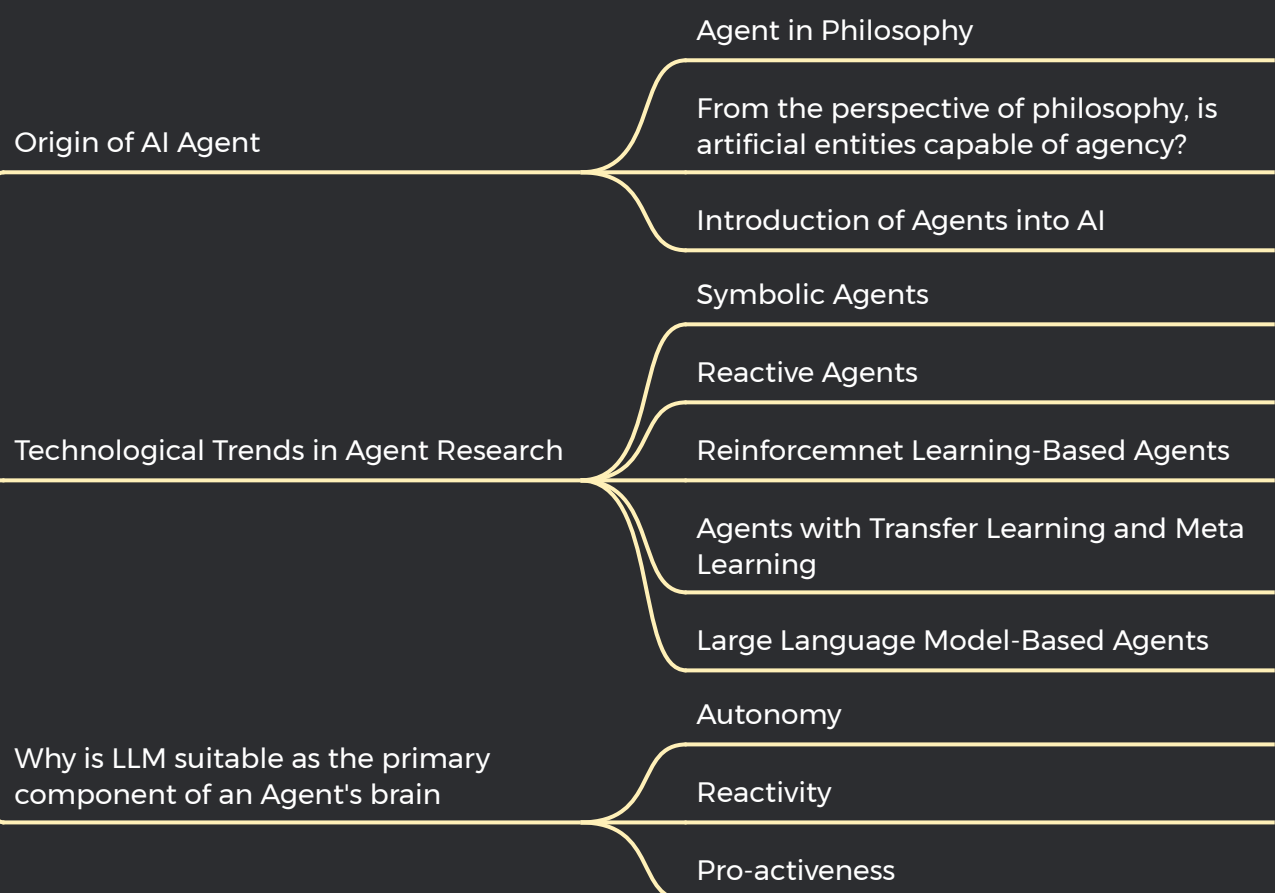 Origin of AI Agent
Agent in Philosophy
From the perspective of philosophy, is
artificial entities capable of agency?
Introduction of Agents into AI
Technological Trends in Agent Research
Symbolic Agents
Reactive Agents
Reinforcemnet Learning-Based Agents
Agents with Transfer Learning and Meta
Learning
Large Language Model-Based Agents
Why is LLM suitable as the primary
component of an Agent's brain
Autonomy
Reactivity
Pro-activeness